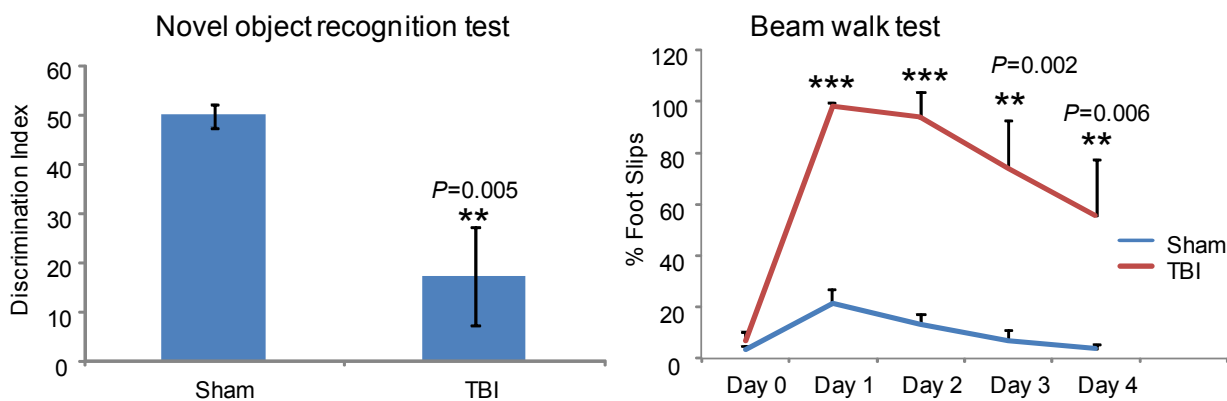 Novel object recognition test
Discrimination Index
60
50
40
30
20
10
0
P=0.005
**
Sham
TBI
Beam walk test
% Foot Slips
120
100
80
60
40
20
0
***
***
P=0.002
**
P=0.006
**
Sham
TBI
Day 0
Day 1
Day 2
Day 3
Day 4